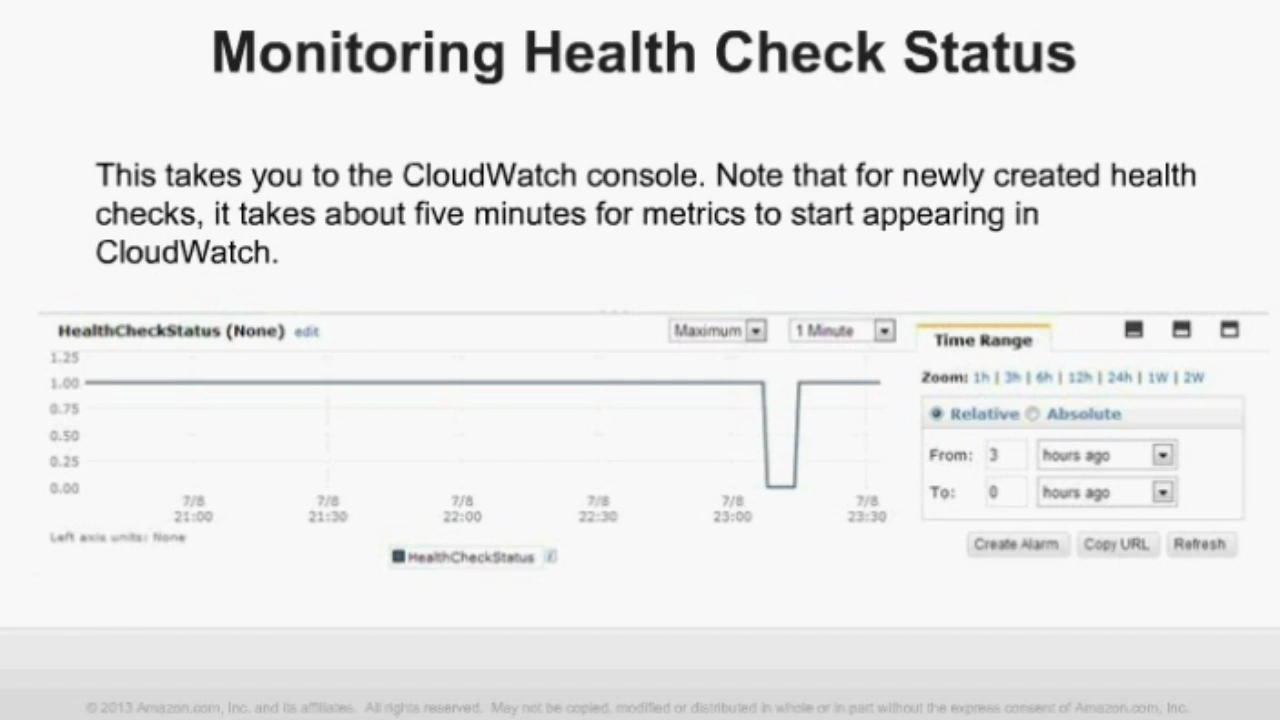 Monitoring Health Check Status
This takes you to the CloudWatch console. Note that for newly created health
checks, it takes about five minutes for metrics to start appearing in
CloudWatch.
HealthCheckStatus (None) edit
Maximum 1 Minute
Time Range
1.25
1.00
0.75
0.50
0.25
0.00
7/8 7/8 7/8 7/8 7/8 7/8
21:00 21:30 22:00 22:30 23:00 23:30
Left axis units: None
HealthCheckStatus
Zoom: 1h | 3h | 6h | 12h | 24h | 1W | 2W
Relative Absolute
From: 3 hours ago
To: 0 hours ago
Create Alarm Copy URL Refresh
© 2013 Amazon.com, Inc. and its affiliates. All rights reserved. May not be copied, modified or distributed in whole or in part without the express consent of Amazon.com, Inc.